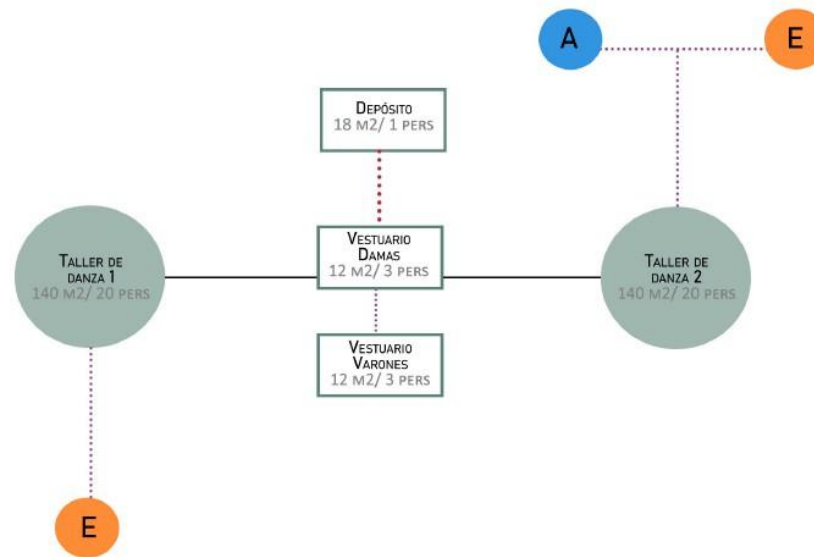 A
E
DEPÓSITO
18 M2/ 1 PERS
VESTUARIO
DAMAS
12 M2/ 3 PERS
TALLER DE
DANZA 1
140 M2/ 20 PERS
TALLER DE
DANZA 2
140 M2/ 20 PERS
VESTUARIO
VARONES
12 M2/ 3 PERS
E